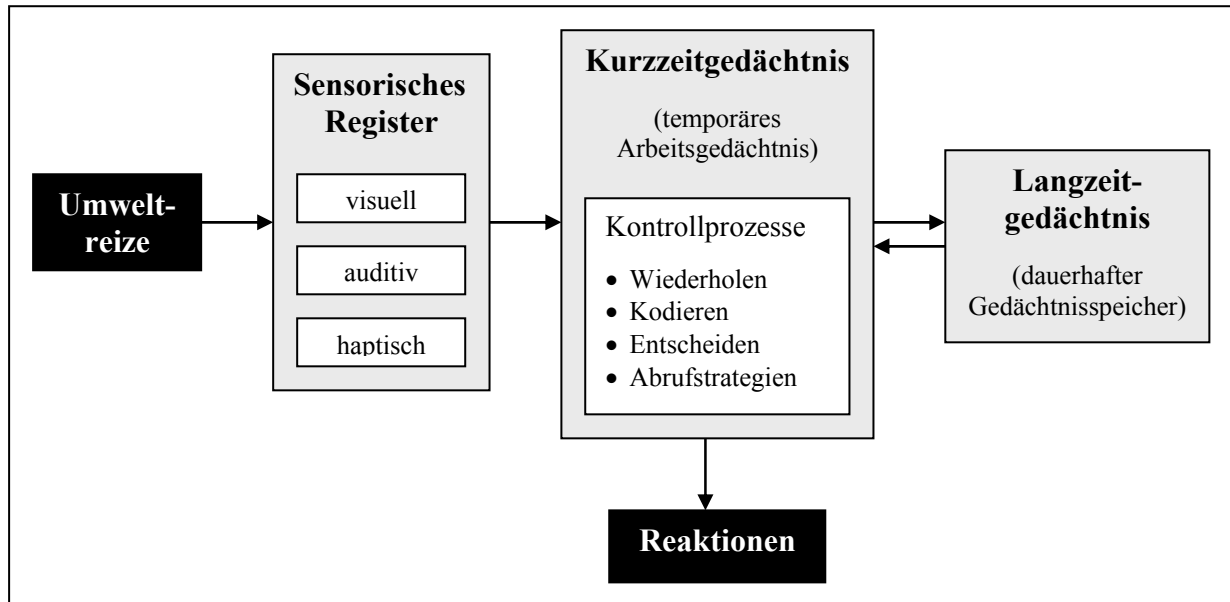 Umwelt-
reize
Sensorisches
Register
visuell
auditiv
haptisch
Kurzzeitgedächtnis
(temporäres
Arbeitsgedächtnis)
Kontrollprozesse
• Wiederholen
• Kodieren
• Entscheiden
• Abrufstrategien
Langzeit-
gedächtnis
(dauerhafter
Gedächtnisspeicher)
Reaktionen